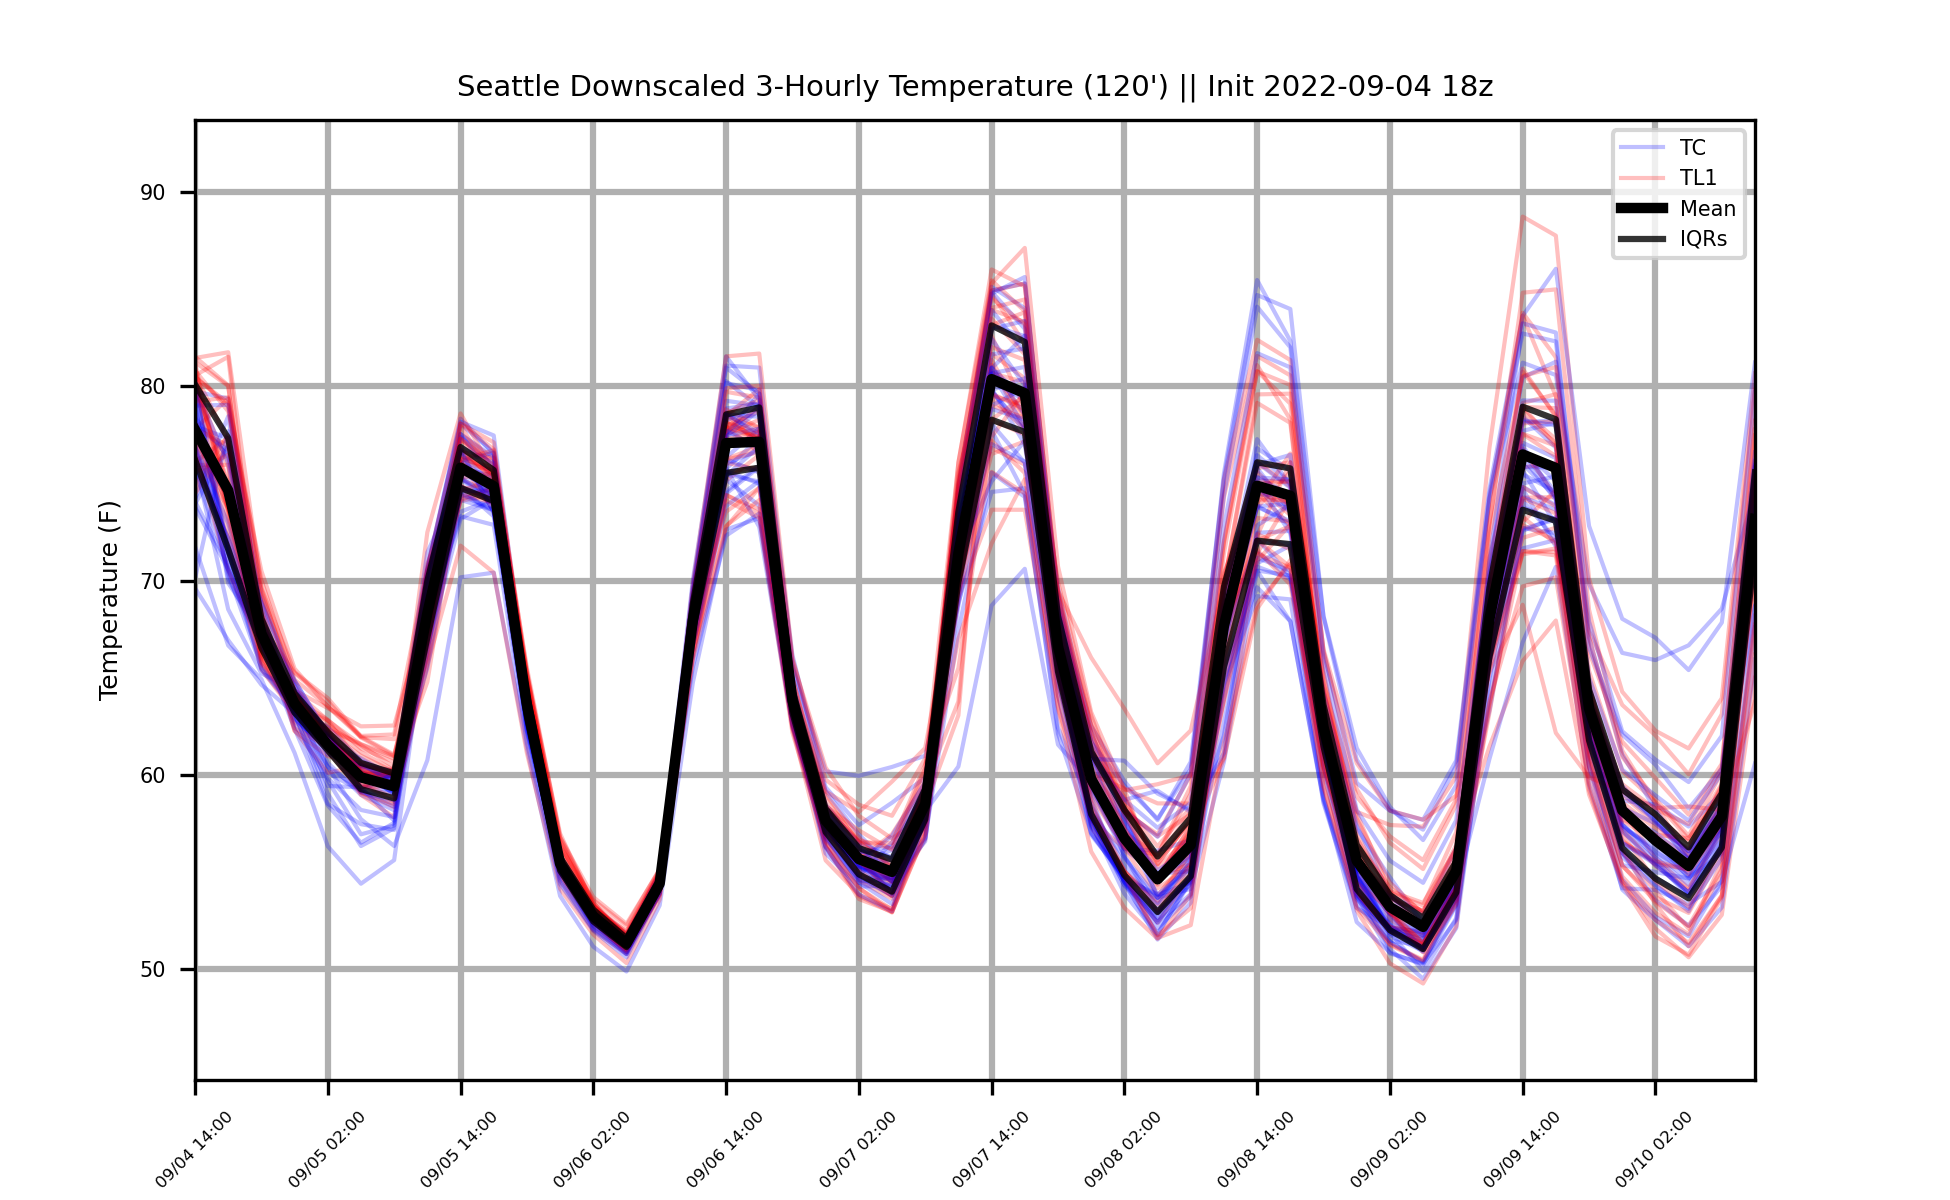 Seattle Downscaled 3-Hourly Temperature (120') || Init 2022-09-04 18z
TC
TL1
Mean
IQRs
Temperature (F)
90
80
70
60
50
09/04 14:00
09/05 02:00
09/05 14:00
09/06 02:00
09/06 14:00
09/07 02:00
09/07 14:00
09/08 02:00
09/08 14:00
09/09 02:00
09/09 14:00
09/10 02:00